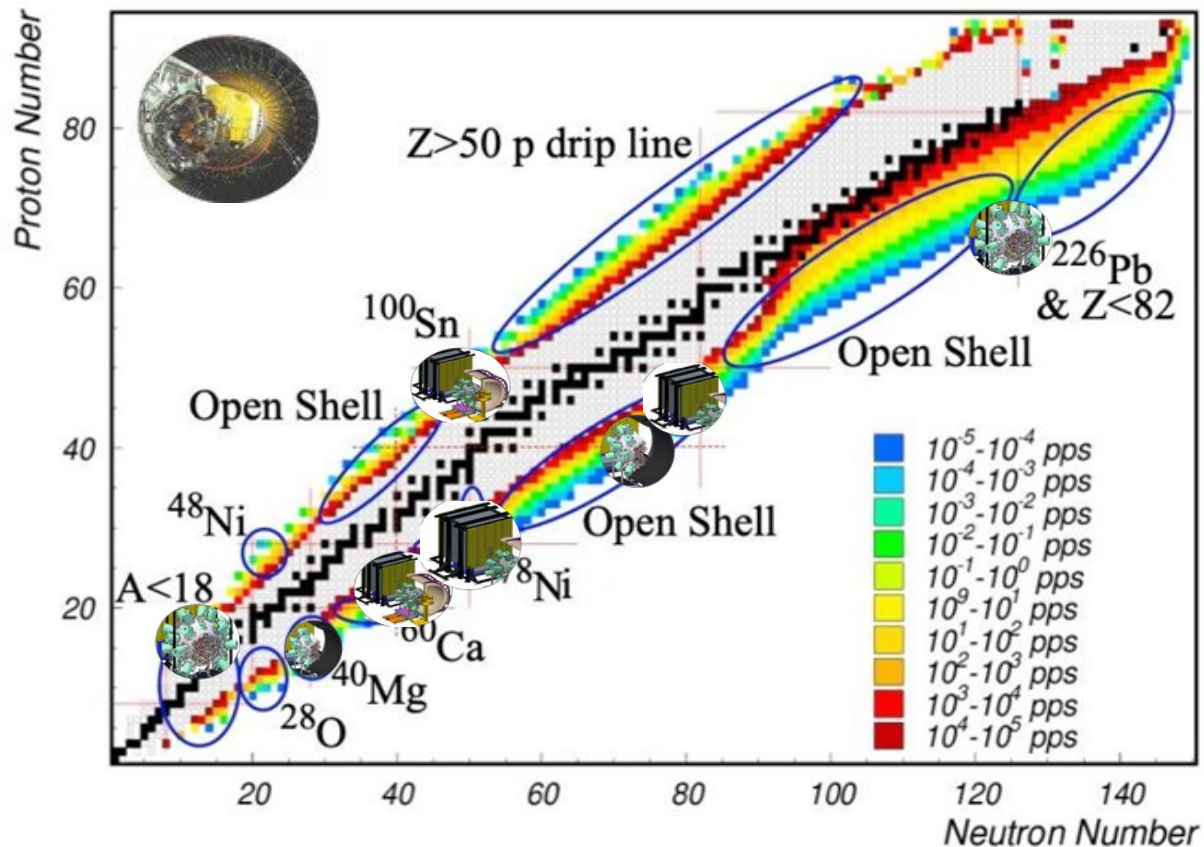 Proton Number
80
60
40
20
Z>50 p drip line
¹⁰⁰Sn
Open Shell
⁴⁸Ni
A<18
²²⁶Pb
& Z<82
Open Shell
Open Shell
⁸Ni
⁶⁰Ca
⁴⁰Mg
²⁸O
10⁻⁵-10⁻⁴ pps
10⁻⁴-10⁻³ pps
10⁻³-10⁻² pps
10⁻²-10⁻¹ pps
10⁻¹-10⁰ pps
10⁹-10¹ pps
10¹-10² pps
10²-10³ pps
10³-10⁴ pps
10⁴-10⁵ pps
20 40 60 80 100 120 140
Neutron Number